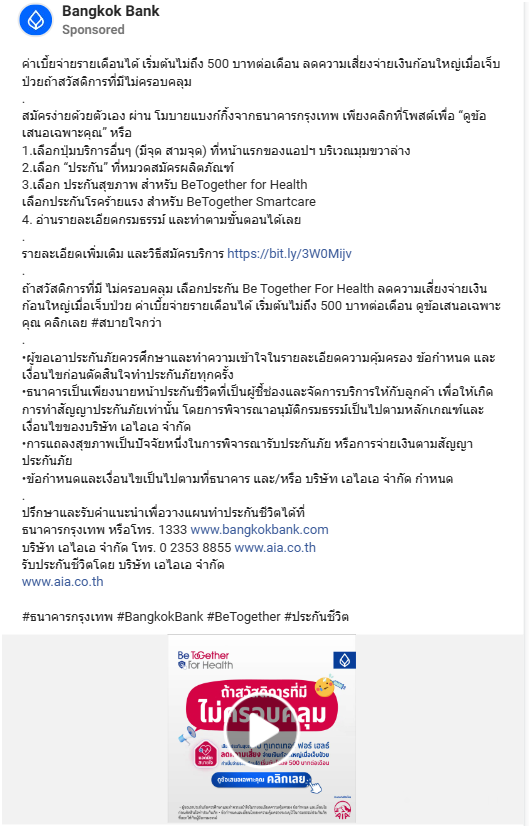 Bangkok Bank
Sponsored
ค่าเบี้ยจ่ายรายเดือนได้ เริ่มต้นไม่ถึง 500 บาทต่อเดือน ลดความเสี่ยงจ่ายเงินก้อนใหญ่เมื่อเจ็บ
ป่วยถ้าสวัสดิการที่มีไม่ครอบคลุม
.
สมัครง่ายด้วยตัวเอง ผ่าน โมบายแบงก์กิ้งจากธนาคารกรุงเทพ เพียงคลิกที่โพสต์เพื่อ “ดูข้อ
เสนอเฉพาะคุณ” หรือ
1.เลือกปุ่มบริการอื่นๆ (มีจุด สามจุด) ที่หน้าแรกของแอปฯ บริเวณมุมขวาล่าง
2.เลือก “ประกัน” ที่หมวดสมัครผลิตภัณฑ์
3.เลือก ประกันสุขภาพ สำหรับ BeTogether for Health
เลือกประกันโรคร้ายแรง สำหรับ BeTogether Smartcare
4. อ่านรายละเอียดกรมธรรม์ และทำตามขั้นตอนได้เลย
.
รายละเอียดเพิ่มเติม และวิธีสมัครบริการ https://bit.ly/3W0Mijv
.
ถ้าสวัสดิการที่มี ไม่ครอบคลุม เลือกประกัน Be Together For Health ลดความเสี่ยงจ่ายเงิน
ก้อนใหญ่เมื่อเจ็บป่วย ค่าเบี้ยจ่ายรายเดือนได้ เริ่มต้นไม่ถึง 500 บาทต่อเดือน ดูข้อเสนอเฉพาะ
คุณ คลิกเลย #สบายใจกว่า
.
•ผู้ขอเอาประกันภัยควรศึกษาและทำความเข้าใจในรายละเอียดความคุ้มครอง ข้อกำหนด และ
เงื่อนไขก่อนตัดสินใจทำประกันภัยทุกครั้ง
•ธนาคารเป็นเพียงนายหน้าประกันชีวิตที่เป็นผู้ชี้ช่องและจัดการบริการให้กับลูกค้า เพื่อให้เกิด
การทำสัญญาประกันภัยเท่านั้น โดยการพิจารณาอนุมัติกรมธรรม์เป็นไปตามหลักเกณฑ์และ
เงื่อนไขของบริษัท เอไอเอ จำกัด
•การแถลงสุขภาพเป็นปัจจัยหนึ่งในการพิจารณารับประกันภัย หรือการจ่ายเงินตามสัญญา
ประกันภัย
•ข้อกำหนดและเงื่อนไขเป็นไปตามที่ธนาคาร และ/หรือ บริษัท เอไอเอ จำกัด กำหนด
.
ปรึกษาและรับคำแนะนำเพื่อวางแผนทำประกันชีวิตได้ที่
ธนาคารกรุงเทพ หรือโทร. 1333 www.bangkokbank.com
บริษัท เอไอเอ จำกัด โทร. 0 2353 8855 www.aia.co.th
รับประกันชีวิตโดย บริษัท เอไอเอ จำกัด
www.aia.co.th
#ธนาคารกรุงเทพ #BangkokBank #BeTogether #ประกันชีวิต
Be ToGether
for Health
ถ้าสวัสดิการที่มี
ไม่ครอบคลุม
500 บาทต่อเดือน
ดูข้อเสนอเฉพาะคุณ คลิกเลย
AIA